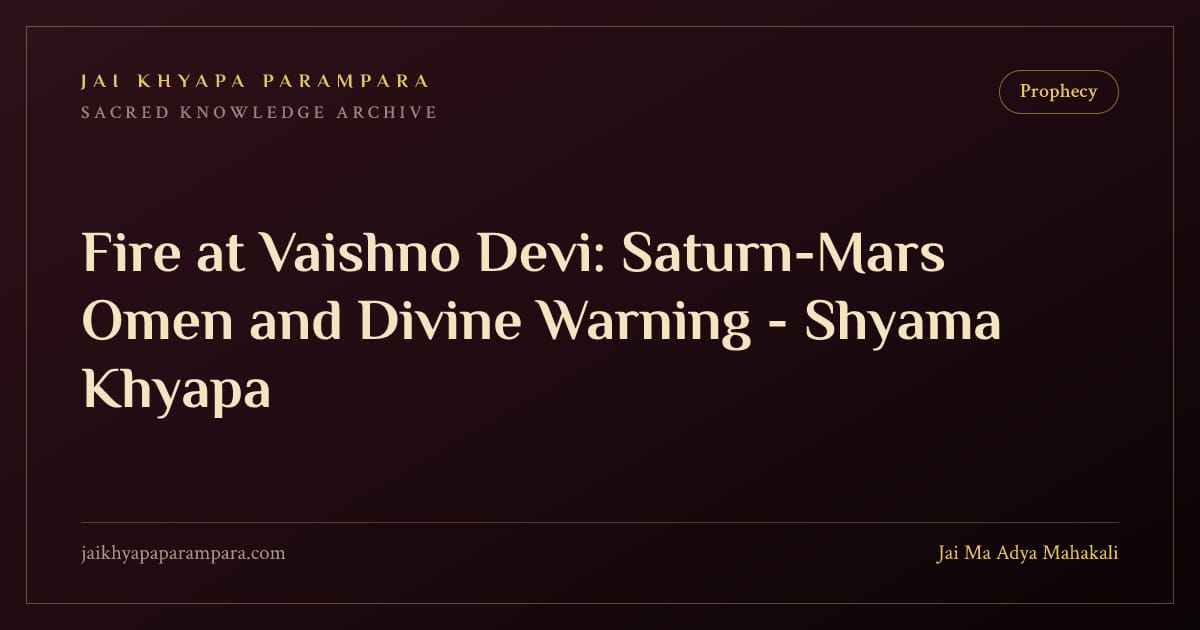 JAI KHYAPA PARAMPARA
SACRED KNOWLEDGE ARCHIVE
Prophecy
Fire at Vaishno Devi: Saturn-Mars
Omen and Divine Warning - Shyama
Khyapa
jaikhyapaparampara.com
Jai Ma Adya Mahakali